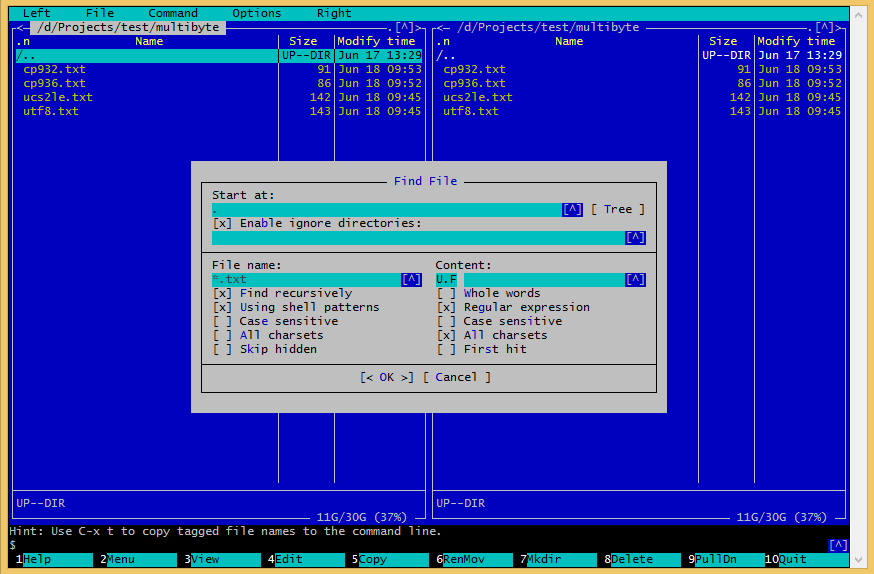 Left File Command Options Right
<─ /d/Projects/test/multibyte .[^]> <─ /d/Projects/test/multibyte .[^]>
.n Name Size Modify time .n Name Size Modify time
/.. UP--DIR Jun 17 13:29 /.. UP--DIR Jun 17 13:29
cp932.txt 91 Jun 18 09:53 cp932.txt 91 Jun 18 09:53
cp936.txt 86 Jun 18 09:52 cp936.txt 86 Jun 18 09:52
ucs2le.txt 142 Jun 18 09:45 ucs2le.txt 142 Jun 18 09:45
utf8.txt 143 Jun 18 09:45 utf8.txt 143 Jun 18 09:45
Find File
Start at:
. [^] [ Tree ]
[x] Enable ignore directories:
[^]
File name: Content:
*.txt [^] U.F [^]
[x] Find recursively [ ] Whole words
[x] Using shell patterns [x] Regular expression
[ ] Case sensitive [ ] Case sensitive
[ ] All charsets [x] All charsets
[ ] Skip hidden [ ] First hit
[< OK >] [ Cancel ]
UP--DIR UP--DIR
11G/30G (37%) 11G/30G (37%)
Hint: Use C-x t to copy tagged file names to the command line.
$ [^]
1Help 2Menu 3View 4Edit 5Copy 6RenMov 7Mkdir 8Delete 9PullDn 10Quit